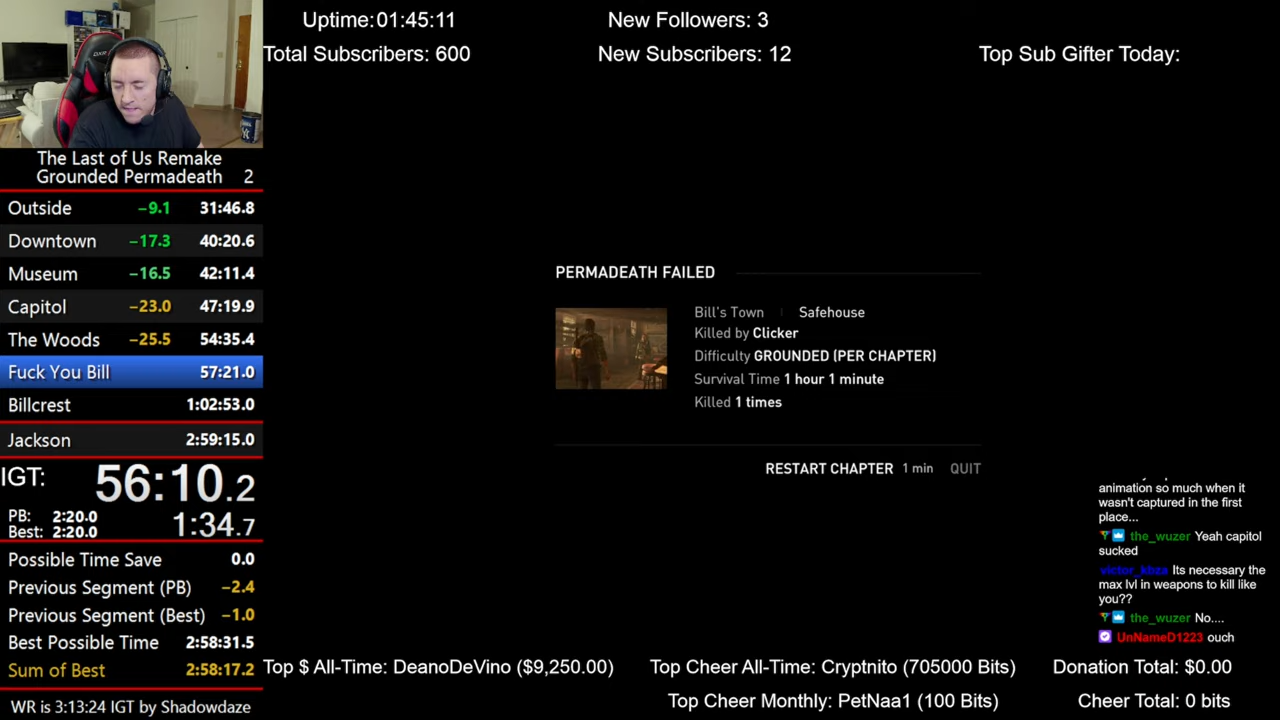 Uptime:01:45:11
New Followers: 3
Total Subscribers: 600
New Subscribers: 12
Top Sub Gifter Today:
The Last of Us Remake
Grounded Permadeath 2
Outside -9.1 31:46.8
Downtown -17.3 40:20.6
Museum -16.5 42:11.4
Capitol -23.0 47:19.9
The Woods -25.5 54:35.4
Fuck You Bill 57:21.0
Billcrest 1:02:53.0
Jackson 2:59:15.0
IGT: 56:10.2
PB: 2:20.0
Best: 2:20.0
1:34.7
Possible Time Save 0.0
Previous Segment (PB) -2.4
Previous Segment (Best) -1.0
Best Possible Time 2:58:31.5
Sum of Best 2:58:17.2
WR is 3:13:24 IGT by Shadowdaze
PERMADEATH FAILED
Bill's Town | Safehouse
Killed by Clicker
Difficulty GROUNDED (PER CHAPTER)
Survival Time 1 hour 1 minute
Killed 1 times
RESTART CHAPTER 1 min QUIT
animation so much when it
wasn't captured in the first
place...
the_wuzer Yeah capitol
sucked
victor_kbza Its necessary the
max lvl in weapons to kill like
you??
the_wuzer No....
UnNameD1223 ouch
Top $ All-Time: DeanoDeVino ($9,250.00)
Top Cheer All-Time: Cryptnito (705000 Bits)
Donation Total: $0.00
Top Cheer Monthly: PetNaa1 (100 Bits)
Cheer Total: 0 bits